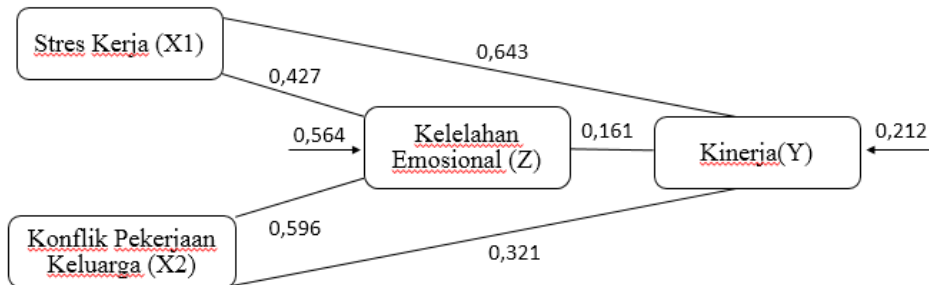 Stres Kerja (X1)
0,643
0,427
0,564
Kelelahan
Emosional (Z)
0,161
Kinerja(Y)
0,212
Konflik Pekerjaan
Keluarga (X2)
0,596
0,321